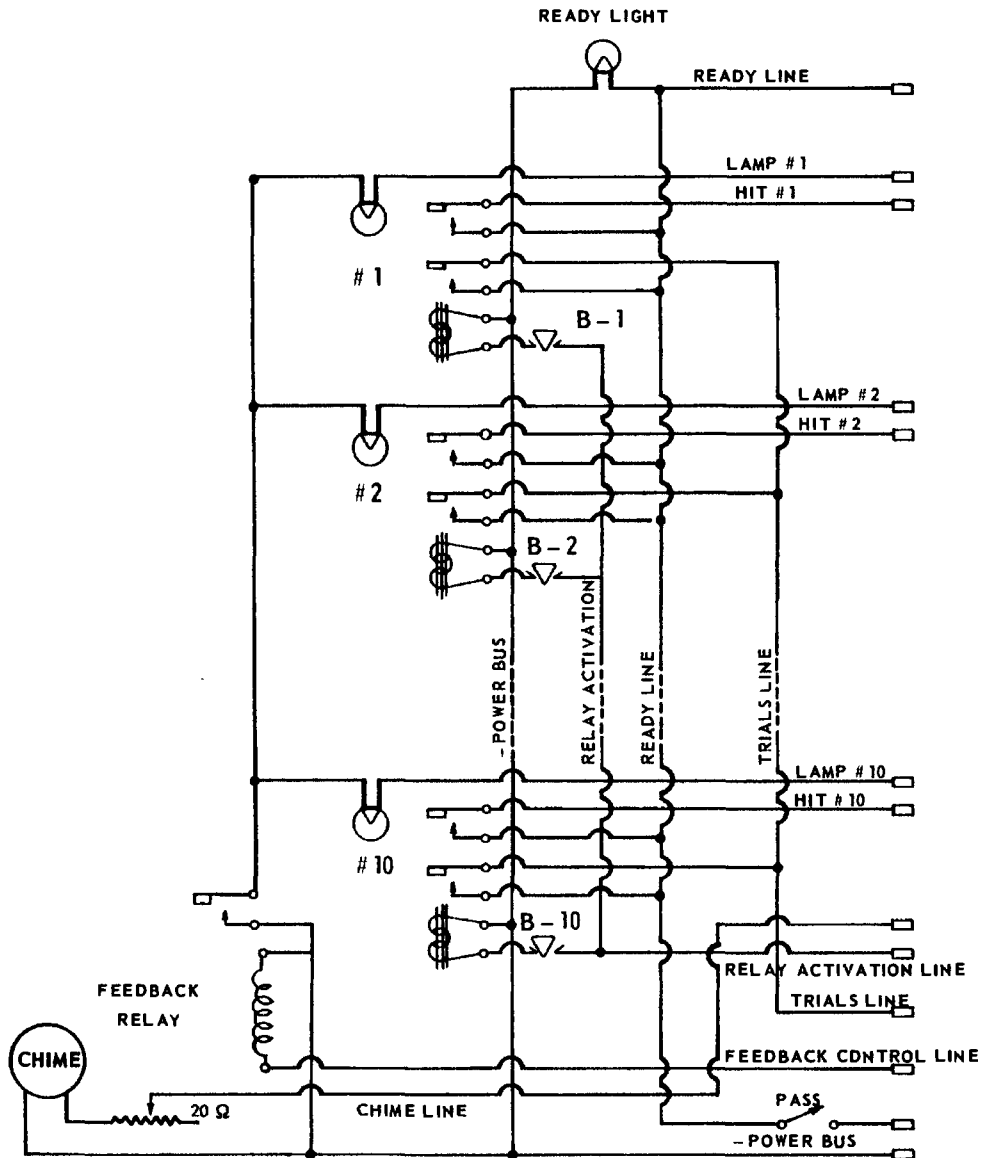 READY LIGHT
READY LINE
LAMP #1
HIT #1
# 1
B-1
LAMP #2
HIT #2
# 2
B-2
-POWER BUS
RELAY ACTIVATION
READY LINE
TRIALS LINE
LAMP # 10
HIT # 10
# 10
B-10
RELAY ACTIVATION LINE
FEEDBACK
RELAY
TRIALS LINE
CHIME
FEEDBACK CONTROL LINE
20 Ω
CHIME LINE
PASS
-POWER BUS